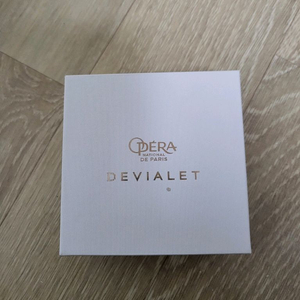 OPÉRA
NATIONAL
DE PARIS
DEVIALET